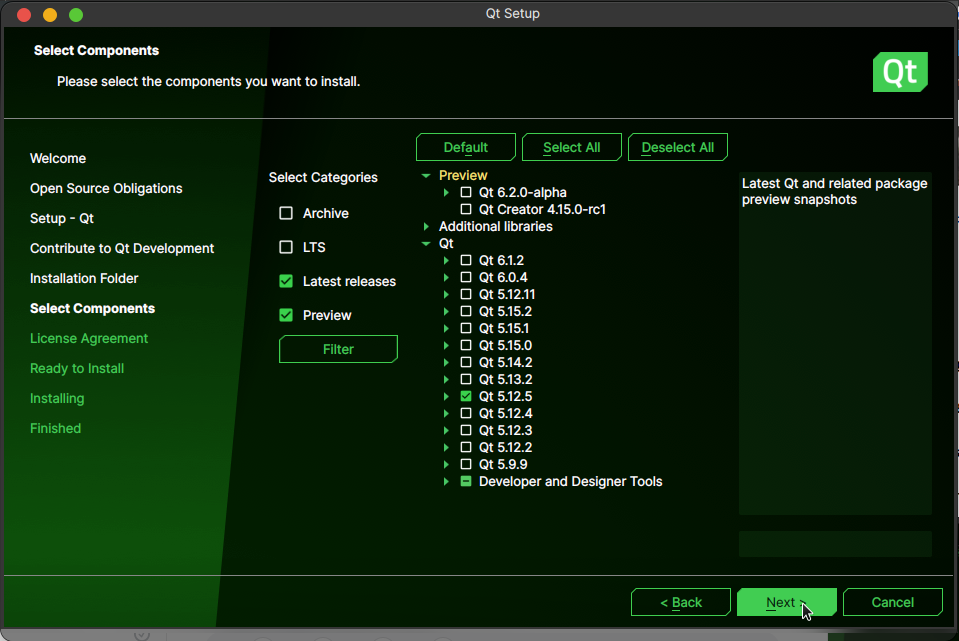 Qt Setup
Select Components
Please select the components you want to install.
Qt
Welcome
Open Source Obligations
Setup - Qt
Contribute to Qt Development
Installation Folder
Select Components
License Agreement
Ready to Install
Installing
Finished
Select Categories
Archive
LTS
Latest releases
Preview
Filter
Default
Select All
Deselect All
Preview
Qt 6.2.0-alpha
Qt Creator 4.15.0-rc1
Additional libraries
Qt
Qt 6.1.2
Qt 6.0.4
Qt 5.12.11
Qt 5.15.2
Qt 5.15.1
Qt 5.15.0
Qt 5.14.2
Qt 5.13.2
Qt 5.12.5
Qt 5.12.4
Qt 5.12.3
Qt 5.12.2
Qt 5.9.9
Developer and Designer Tools
Latest Qt and related package
preview snapshots
< Back
Next >
Cancel